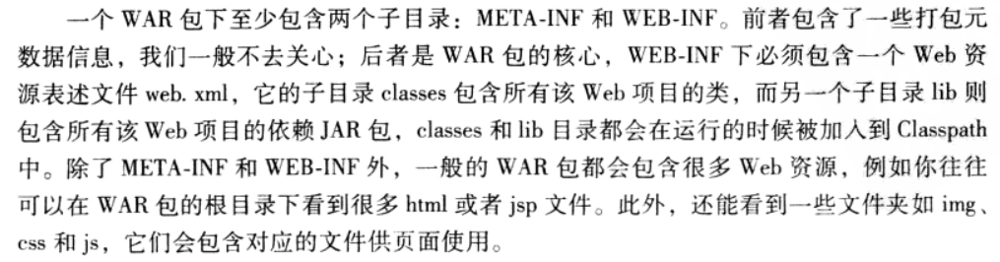 一个 WAR 包下至少包含两个子目录：META-INF 和 WEB-INF。前者包含了一些打包元
数据信息，我们一般不去关心；后者是 WAR 包的核心，WEB-INF 下必须包含一个 Web 资
源表述文件 web. xml，它的子目录 classes 包含所有该 Web 项目的类，而另一个子目录 lib 则
包含所有该 Web 项目的依赖 JAR 包，classes 和 lib 目录都会在运行的时候被加入到 Classpath
中。除了 META-INF 和 WEB-INF 外，一般的 WAR 包都会包含很多 Web 资源，例如你往往
可以在 WAR 包的根目录下看到很多 html 或者 jsp 文件。此外，还能看到一些文件夹如 img、
css 和 js，它们会包含对应的文件供页面使用。